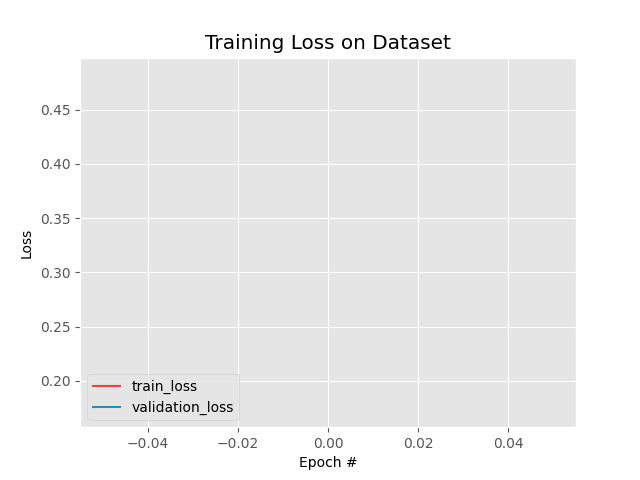 Training Loss on Dataset
0.45
0.40
0.35
0.30
0.25
0.20
Loss
train_loss
validation_loss
−0.04
−0.02
0.00
0.02
0.04
Epoch #